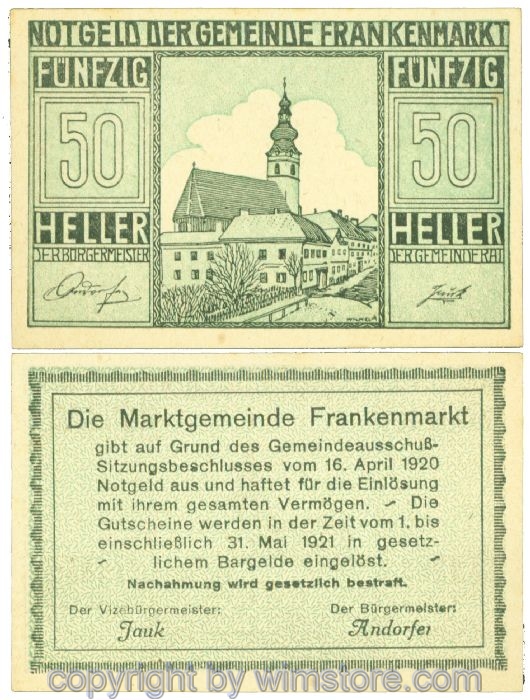 NOTGELD DER GEMEINDE FRANKENMARKT
FÜNFZIG FÜNFZIG
50 50
HELLER HELLER
DER BÜRGERMEISTER DER GEMEINDERAT
Andorfer Jauk
Die Marktgemeinde Frankenmarkt
gibt auf Grund des Gemeindeausschuß-
Sitzungsbeschlusses vom 16. April 1920
Notgeld aus und haftet für die Einlösung
mit ihrem gesamten Vermögen. ~ Die
Gutscheine werden in der Zeit vom 1. bis
einschließlich 31. Mai 1921 in gesetz-
~ lichem Bargelde eingelöst. ~
Nachahmung wird gesetzlich bestraft.
Der Vizebürgermeister: Der Bürgermeister:
Jauk Andorfer
copyright by wimstore.com